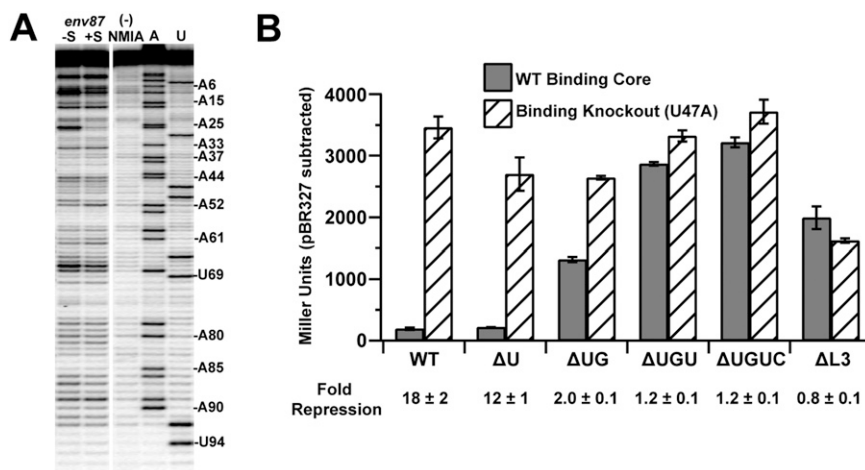 A
env87
-S +S
(-)
NMIA A U
-A6
-A15
-A25
-A33
-A37
-A44
-A52
-A61
-U69
-A80
-A85
-A90
-U94
B
WT Binding Core
Binding Knockout (U47A)
Miller Units (pBR327 subtracted)
4000
3000
2000
1000
0
WT ΔU ΔUG ΔUGU ΔUGUC ΔL3
Fold Repression
18 ± 2 12 ± 1 2.0 ± 0.1 1.2 ± 0.1 1.2 ± 0.1 0.8 ± 0.1